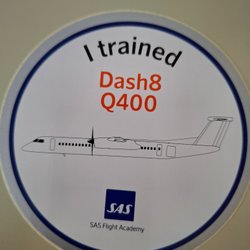 I trained
Dash8
Q400
SAS
SAS Flight Academy